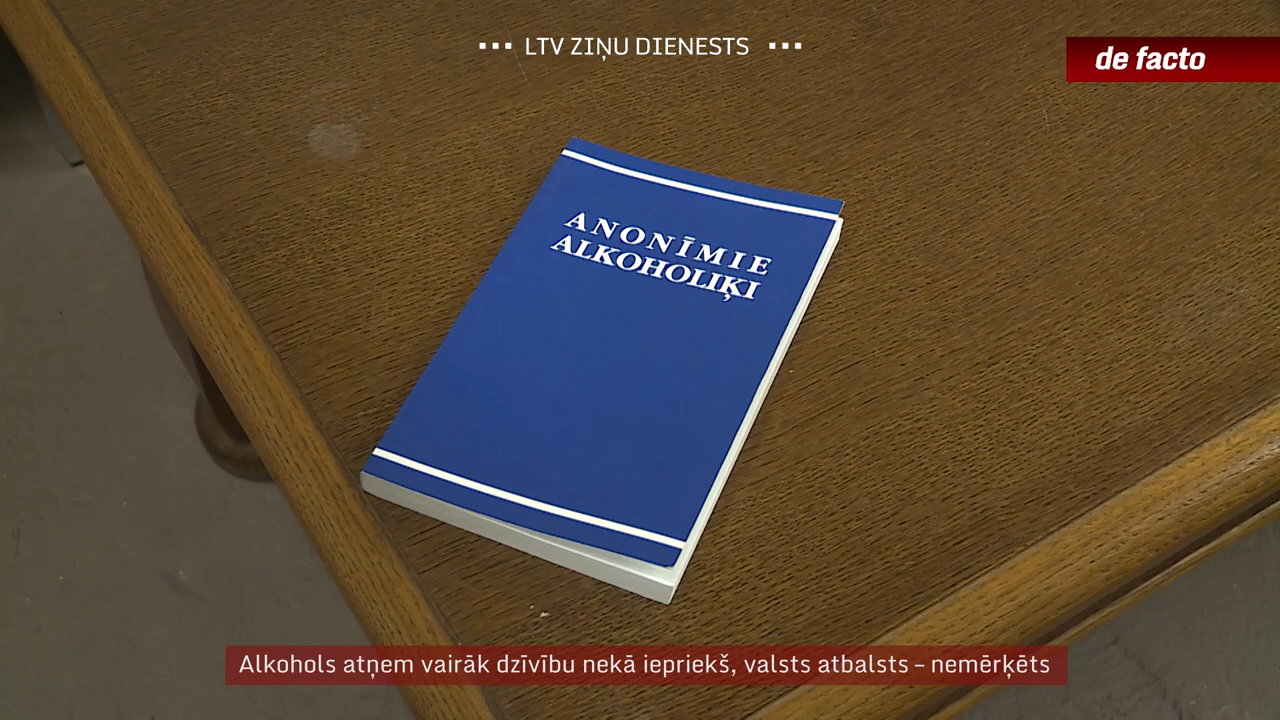 LTV ZIŅU DIENESTS
de facto
ANONĪMIE
ALKOHOLIĶI
Alkohols atņem vairāk dzīvību nekā iepriekš, valsts atbalsts – nemērķēts